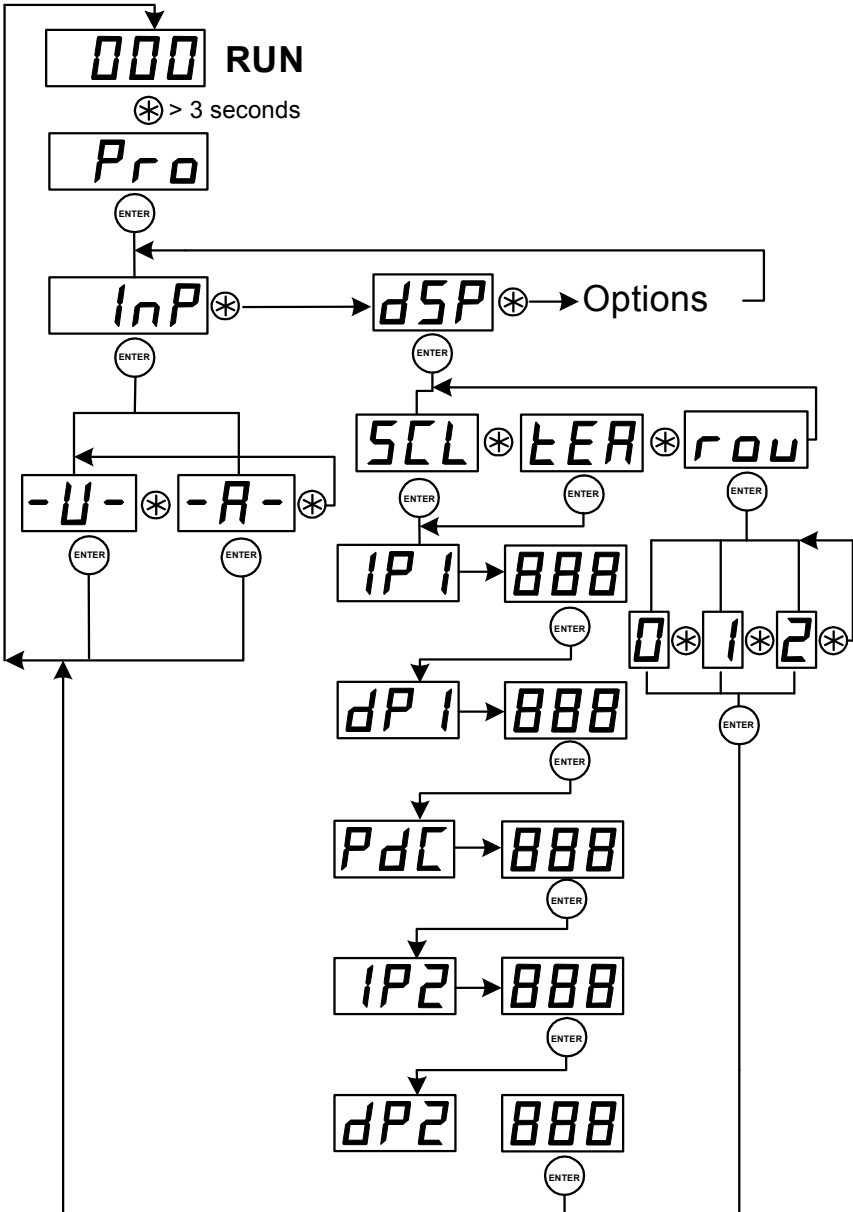 000 RUN
> 3 seconds
Pro
ENTER
InP dSP Options
ENTER ENTER
SCL tEA rou
-U- -A-
ENTER ENTER ENTER
ENTER ENTER
IP1 888
ENTER
0 1 2
dP1 888
ENTER
ENTER
PdC 888
ENTER
IP2 888
ENTER
dP2 888
ENTER